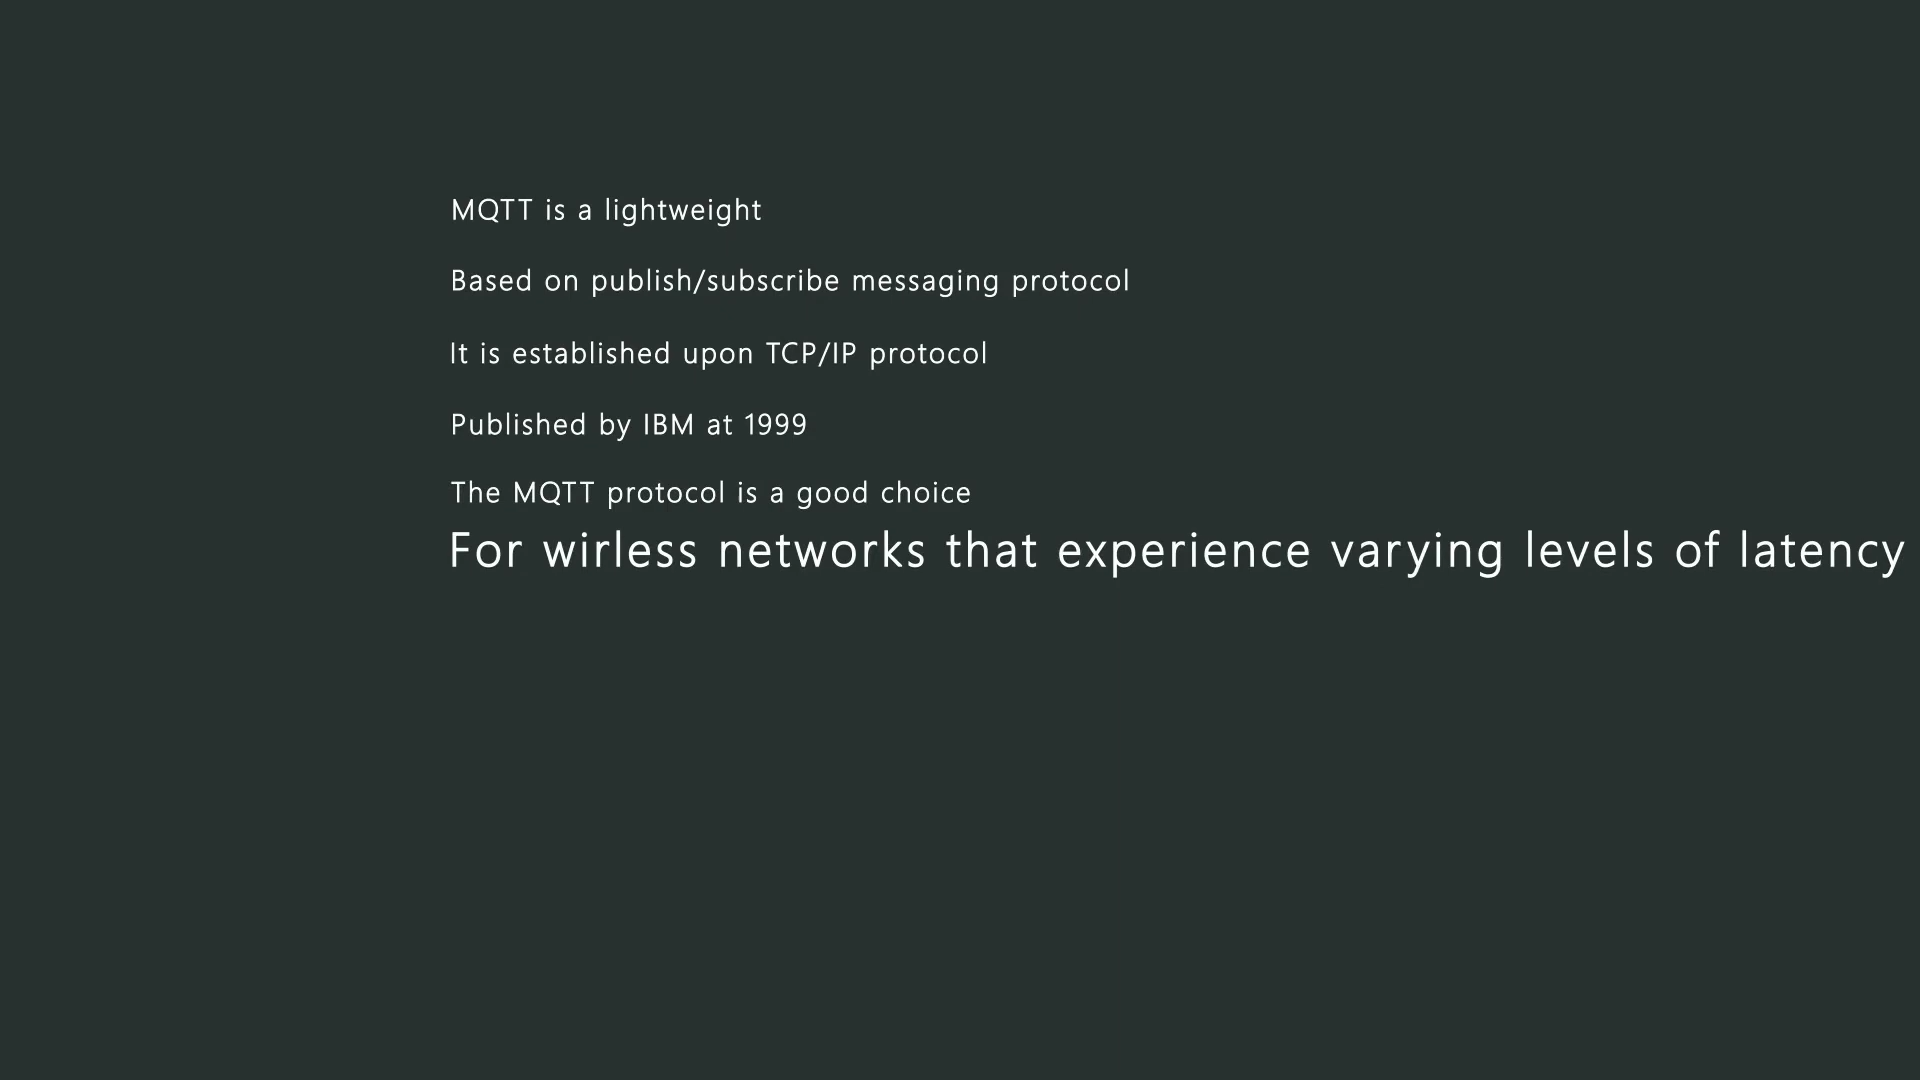 MQTT is a lightweight
Based on publish/subscribe messaging protocol
It is established upon TCP/IP protocol
Published by IBM at 1999
The MQTT protocol is a good choice
For wirless networks that experience varying levels of latency